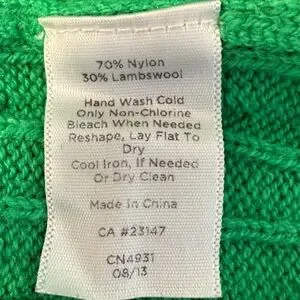 70% Nylon
30% Lambswool
Hand Wash Cold
Only Non-Chlorine
Bleach When Needed
Reshape, Lay Flat To
Dry
Cool Iron, If Needed
Or Dry Clean
Made In China
CA #23147
CN4931
08/13